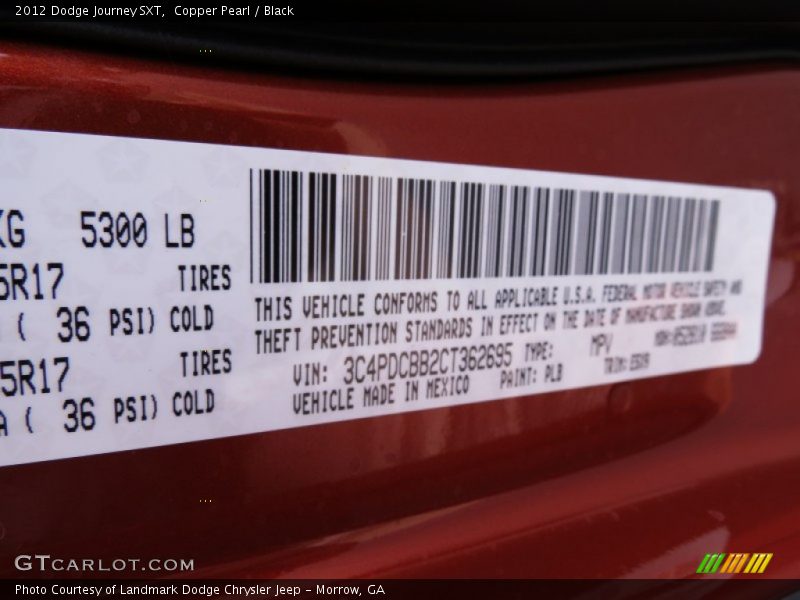 2012 Dodge Journey SXT,  Copper Pearl / Black
KG 5300 LB
5R17 TIRES
( 36 PSI) COLD
5R17 TIRES
A ( 36 PSI) COLD
THIS VEHICLE CONFORMS TO ALL APPLICABLE U.S.A. FEDERAL MOTOR VEHICLE SAFETY AND
THEFT PREVENTION STANDARDS IN EFFECT ON THE DATE OF MANUFACTURE SHOWN ABOVE.
VIN: 3C4PDCBB2CT362695 TYPE: MPV
VEHICLE MADE IN MEXICO PAINT: PLB TRIM:
GTCARLOT.COM
Photo Courtesy of Landmark Dodge Chrysler Jeep - Morrow, GA